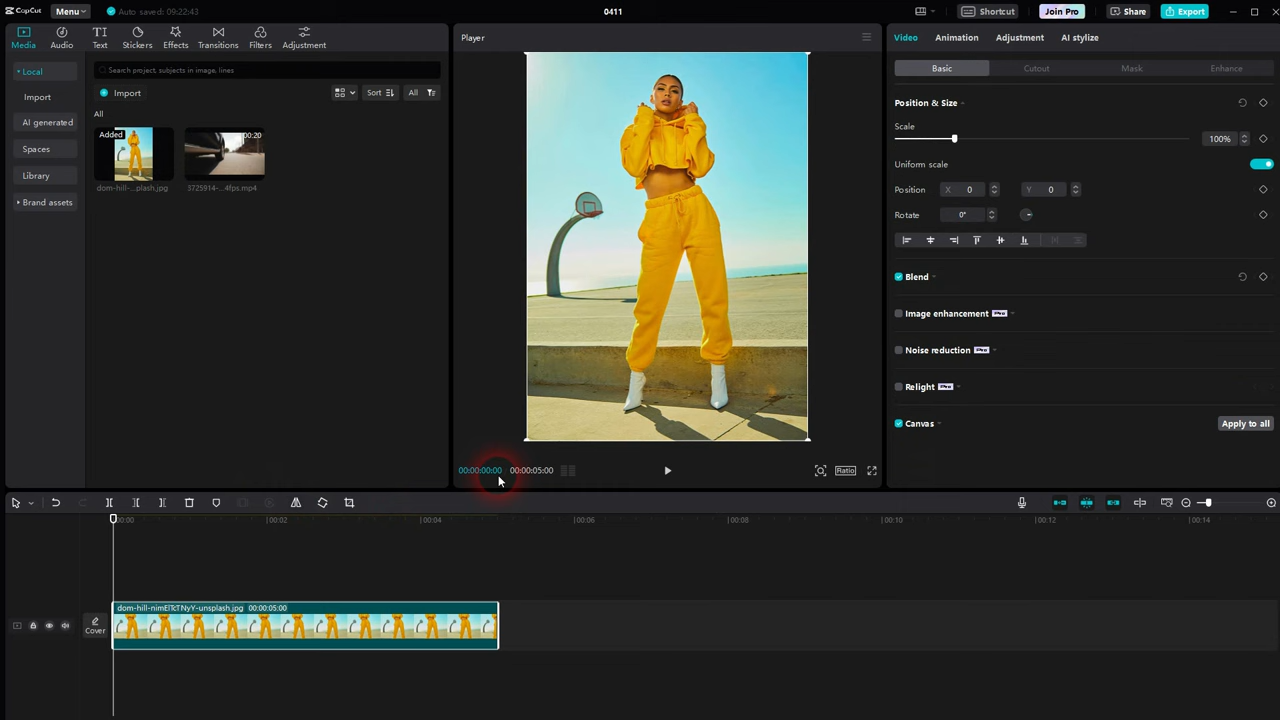 CapCut
Menu
Auto saved: 09:22:43
0411
Shortcut
Join Pro
Share
Export
Media
Audio
Text
Stickers
Effects
Transitions
Filters
Adjustment
Local
Import
AI generated
Spaces
Library
Brand assets
Search project, subjects in image, lines
Import
Sort
All
All
Added
dom-hill-...plash.jpg
00:20
3725914-...4fps.mp4
Player
00:00:00:00
00:00:05:00
Ratio
Video
Animation
Adjustment
AI stylize
Basic
Cutout
Mask
Enhance
Position & Size
Scale
100%
Uniform scale
Position
X 0
Y 0
Rotate
0°
Blend
Image enhancement Pro
Noise reduction Pro
Relight Pro
Canvas
Apply to all
00:00
00:02
00:04
00:06
00:08
00:10
00:12
00:14
Cover
dom-hill-nimElTcTNyY-unsplash.jpg 00:00:05:00